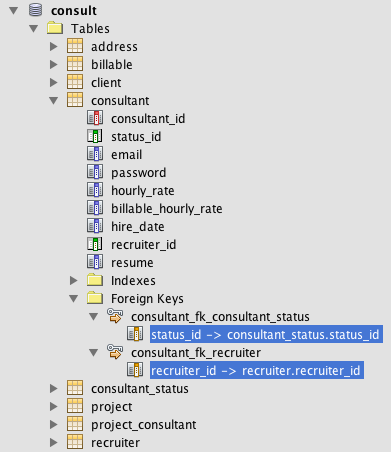 consult
Tables
address
billable
client
consultant
consultant_id
status_id
email
password
hourly_rate
billable_hourly_rate
hire_date
recruiter_id
resume
Indexes
Foreign Keys
consultant_fk_consultant_status
status_id -> consultant_status.status_id
consultant_fk_recruiter
recruiter_id -> recruiter.recruiter_id
consultant_status
project
project_consultant
recruiter